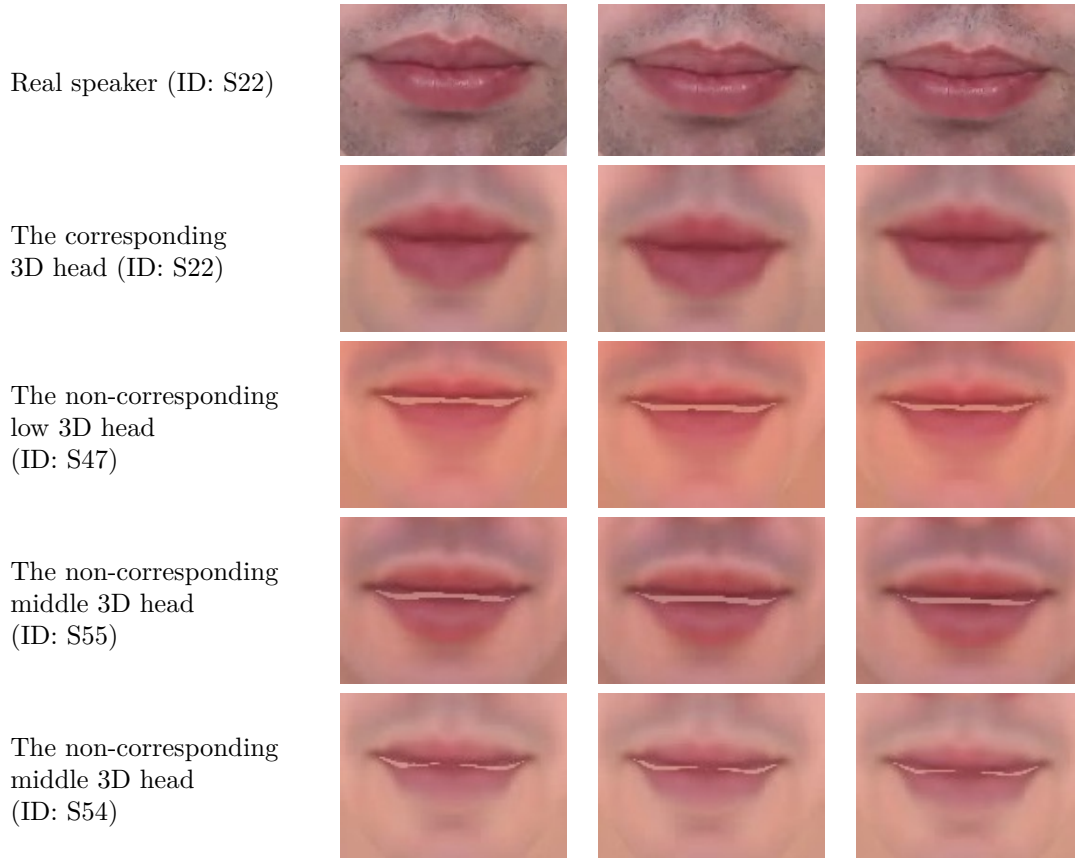 Real speaker (ID: S22)
The corresponding
3D head (ID: S22)
The non-corresponding
low 3D head
(ID: S47)
The non-corresponding
middle 3D head
(ID: S55)
The non-corresponding
middle 3D head
(ID: S54)